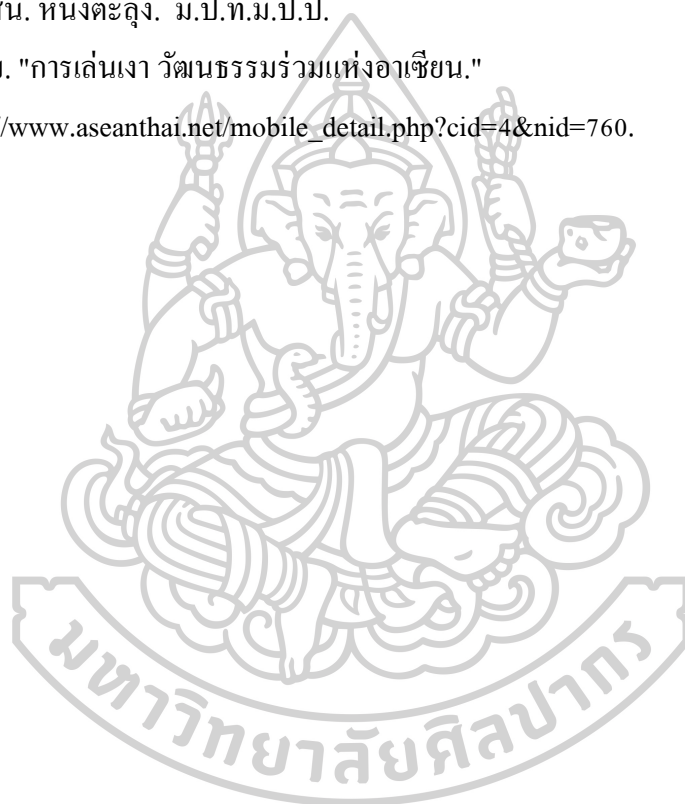 น. หนังตะลุง. ม.ป.ท.ม.ป.ป.
. "การเล่นเงา วัฒนธรรมร่วมแห่งอาเซียน."
/www.aseanthai.net/mobile_detail.php?cid=4&nid=760.
มหาวิทยาลัยศิลปากร